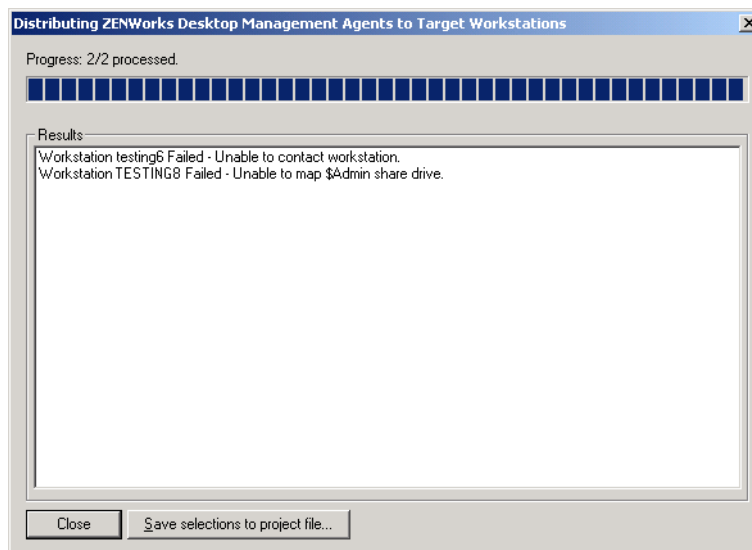 Distributing ZENWorks Desktop Management Agents to Target Workstations
Progress: 2/2 processed.
Results
Workstation testing6 Failed - Unable to contact workstation.
Workstation TESTING8 Failed - Unable to map $Admin share drive.
Close
Save selections to project file...